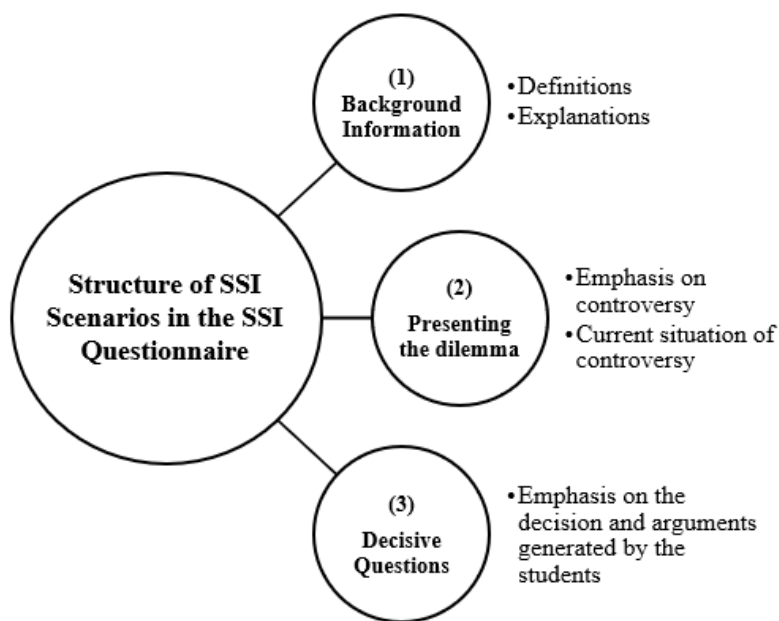 Structure of SSI
Scenarios in the SSI
Questionnaire
(1)
Background
Information
•Definitions
•Explanations
(2)
Presenting
the dilemma
•Emphasis on
controversy
•Current situation of
controversy
(3)
Decisive
Questions
•Emphasis on the
decision and arguments
generated by the
students